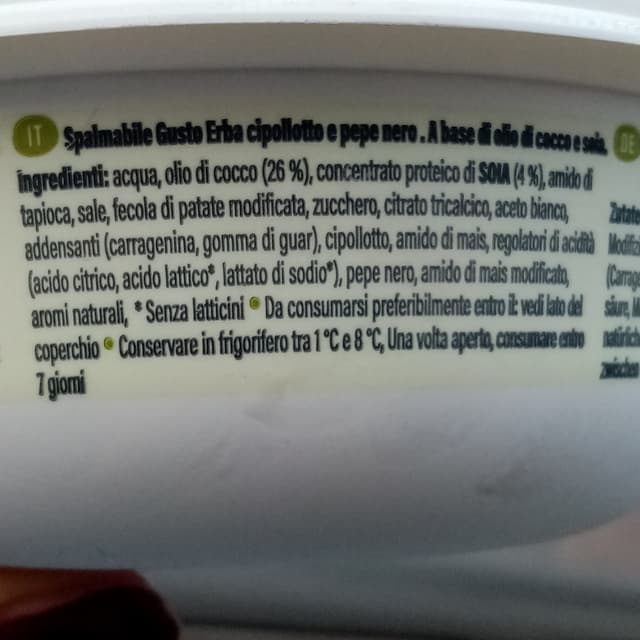 IT Spalmabile Gusto Erba cipollotto e pepe nero. A base di olio di cocco e soia.
Ingredienti: acqua, olio di cocco (26 %), concentrato proteico di SOIA (4 %), amido di
tapioca, sale, fecola di patate modificata, zucchero, citrato tricalcico, aceto bianco,
addensanti (carragenina, gomma di guar), cipollotto, amido di mais, regolatori di acidità
(acido citrico, acido lattico*, lattato di sodio*), pepe nero, amido di mais modificato,
aromi naturali, * Senza latticini Da consumarsi preferibilmente entro il: vedi lato del
coperchio Conservare in frigorifero tra 1 °C e 8 °C, Una volta aperto, consumare entro
7 giorni
DE